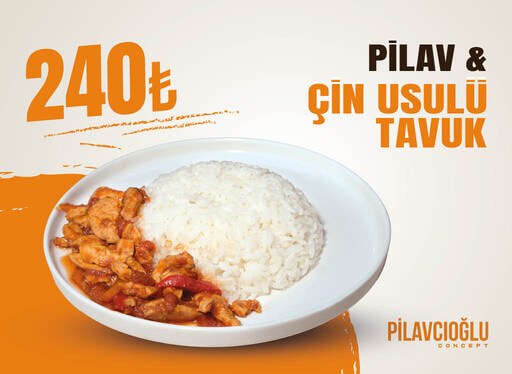 240₺
PİLAV &
ÇİN USULÜ
TAVUK
PİLAVCIOĞLU
CONCEPT